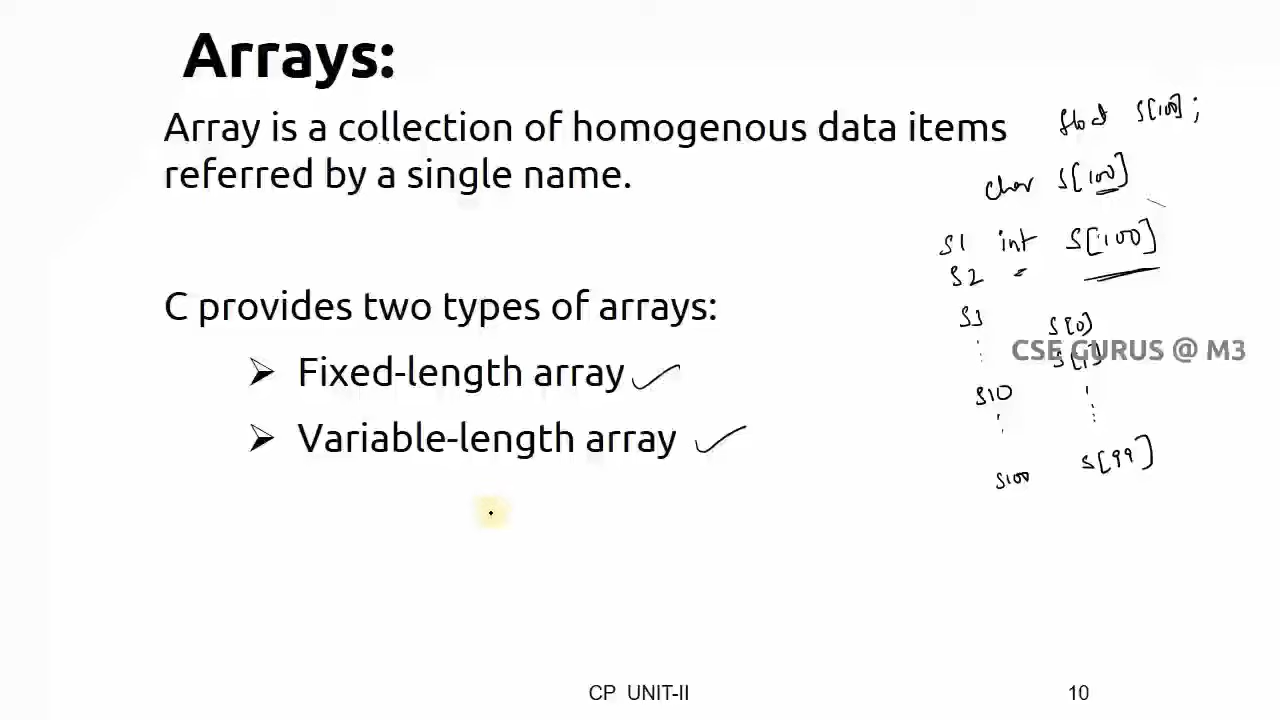 Arrays:
Array is a collection of homogenous data items
referred by a single name.
C provides two types of arrays:
Fixed-length array
Variable-length array
float S[100];
char S[100]
S1 int S[100]
S2
S3
S[0]
CSE GURUS @ M3
S[1]
S10
S100
S[99]
CP UNIT-II
10